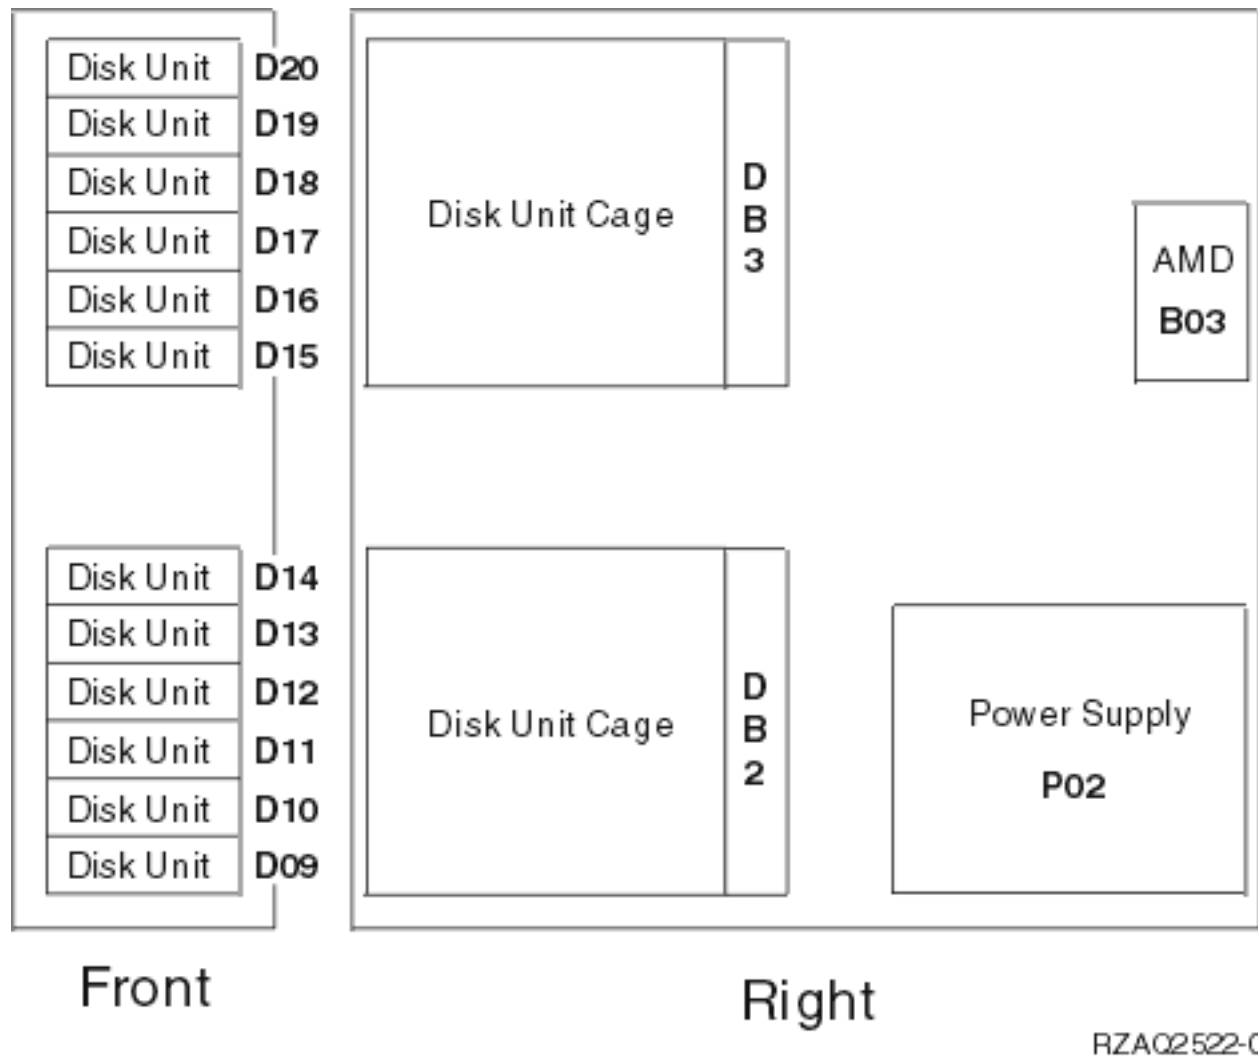 Disk Unit D20
Disk Unit D19
Disk Unit D18
Disk Unit D17
Disk Unit D16
Disk Unit D15
Disk Unit D14
Disk Unit D13
Disk Unit D12
Disk Unit D11
Disk Unit D10
Disk Unit D09
Front
Disk Unit Cage
D
B
3
AMD
B03
Disk Unit Cage
D
B
2
Power Supply
P02
Right
RZAQ2522-0